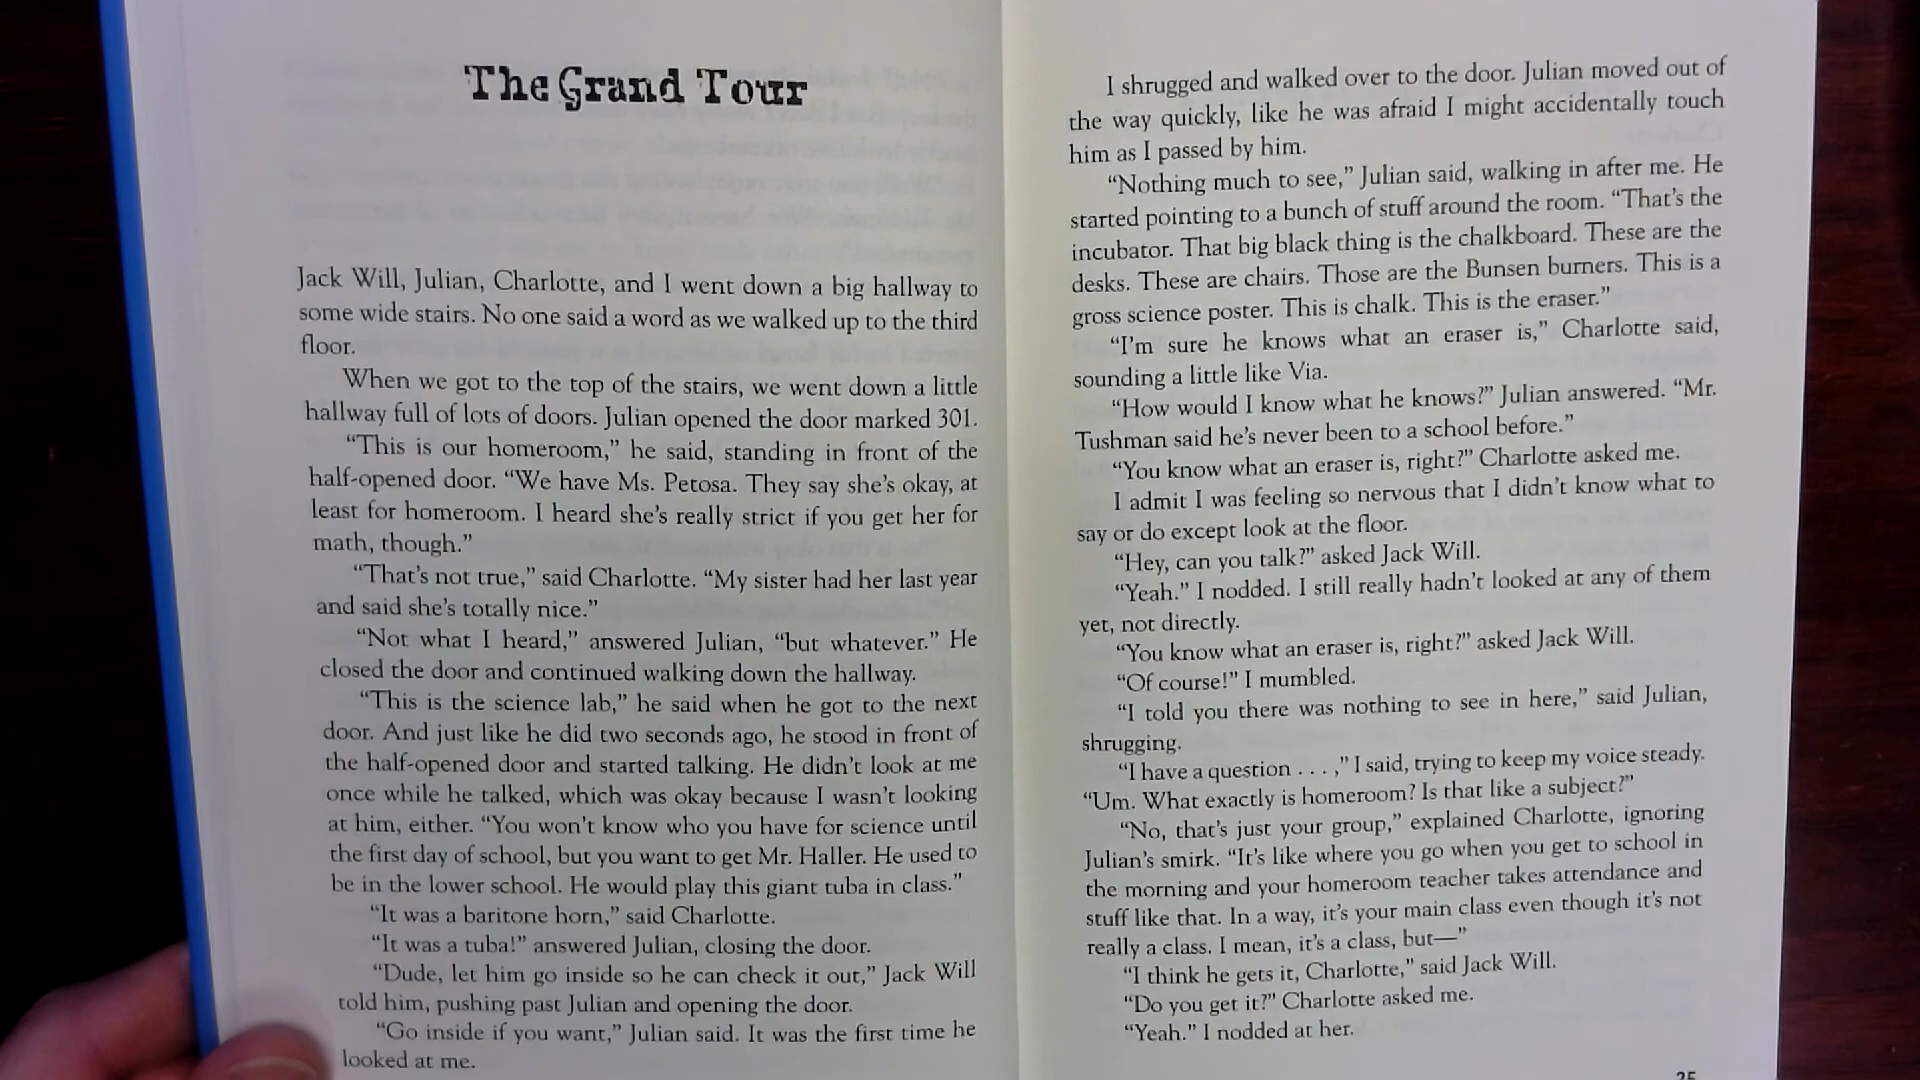 The Grand Tour
Jack Will, Julian, Charlotte, and I went down a big hallway to
some wide stairs. No one said a word as we walked up to the third
floor.
When we got to the top of the stairs, we went down a little
hallway full of lots of doors. Julian opened the door marked 301.
“This is our homeroom,” he said, standing in front of the
half-opened door. “We have Ms. Petosa. They say she’s okay, at
least for homeroom. I heard she’s really strict if you get her for
math, though.”
“That’s not true,” said Charlotte. “My sister had her last year
and said she’s totally nice.”
“Not what I heard,” answered Julian, “but whatever.” He
closed the door and continued walking down the hallway.
“This is the science lab,” he said when he got to the next
door. And just like he did two seconds ago, he stood in front of
the half-opened door and started talking. He didn’t look at me
once while he talked, which was okay because I wasn’t looking
at him, either. “You won’t know who you have for science until
the first day of school, but you want to get Mr. Haller. He used to
be in the lower school. He would play this giant tuba in class.”
“It was a baritone horn,” said Charlotte.
“It was a tuba!” answered Julian, closing the door.
“Dude, let him go inside so he can check it out,” Jack Will
told him, pushing past Julian and opening the door.
“Go inside if you want,” Julian said. It was the first time he
looked at me.
I shrugged and walked over to the door. Julian moved out of
the way quickly, like he was afraid I might accidentally touch
him as I passed by him.
“Nothing much to see,” Julian said, walking in after me. He
started pointing to a bunch of stuff around the room. “That’s the
incubator. That big black thing is the chalkboard. These are the
desks. These are chairs. Those are the Bunsen burners. This is a
gross science poster. This is chalk. This is the eraser.”
“I’m sure he knows what an eraser is,” Charlotte said,
sounding a little like Via.
“How would I know what he knows?” Julian answered. “Mr.
Tushman said he’s never been to a school before.”
“You know what an eraser is, right?” Charlotte asked me.
I admit I was feeling so nervous that I didn’t know what to
say or do except look at the floor.
“Hey, can you talk?” asked Jack Will.
“Yeah.” I nodded. I still really hadn’t looked at any of them
yet, not directly.
“You know what an eraser is, right?” asked Jack Will.
“Of course!” I mumbled.
“I told you there was nothing to see in here,” said Julian,
shrugging.
“I have a question . . . ,” I said, trying to keep my voice steady.
“Um. What exactly is homeroom? Is that like a subject?”
“No, that’s just your group,” explained Charlotte, ignoring
Julian’s smirk. “It’s like where you go when you get to school in
the morning and your homeroom teacher takes attendance and
stuff like that. In a way, it’s your main class even though it’s not
really a class. I mean, it’s a class, but—”
“I think he gets it, Charlotte,” said Jack Will.
“Do you get it?” Charlotte asked me.
“Yeah.” I nodded at her.